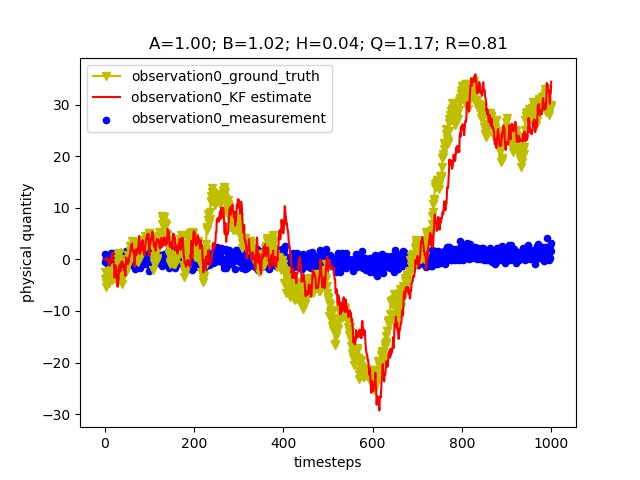 A=1.00; B=1.02; H=0.04; Q=1.17; R=0.81
observation0_ground_truth
observation0_KF estimate
observation0_measurement
physical quantity
30
20
10
0
−10
−20
−30
0 200 400 600 800 1000
timesteps